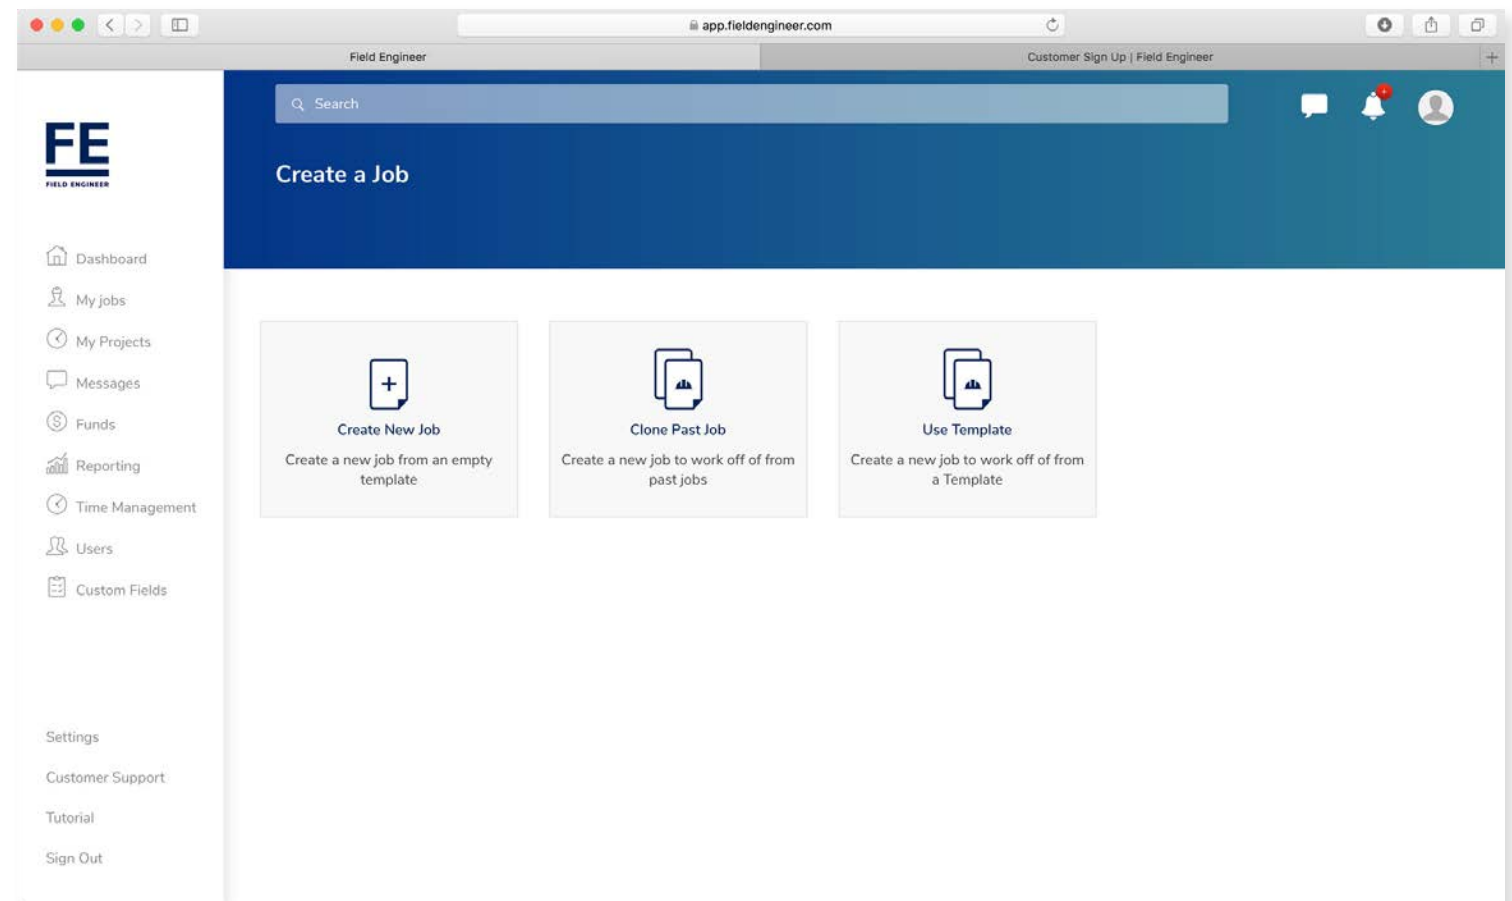 app.fieldengineer.com
Field Engineer
Customer Sign Up | Field Engineer
Search
FE
FIELD ENGINEER
Create a Job
Dashboard
My jobs
My Projects
Messages
Funds
Reporting
Time Management
Users
Custom Fields
Settings
Customer Support
Tutorial
Sign Out
Create New Job
Create a new job from an empty
template
Clone Past Job
Create a new job to work off of from
past jobs
Use Template
Create a new job to work off of from
a Template